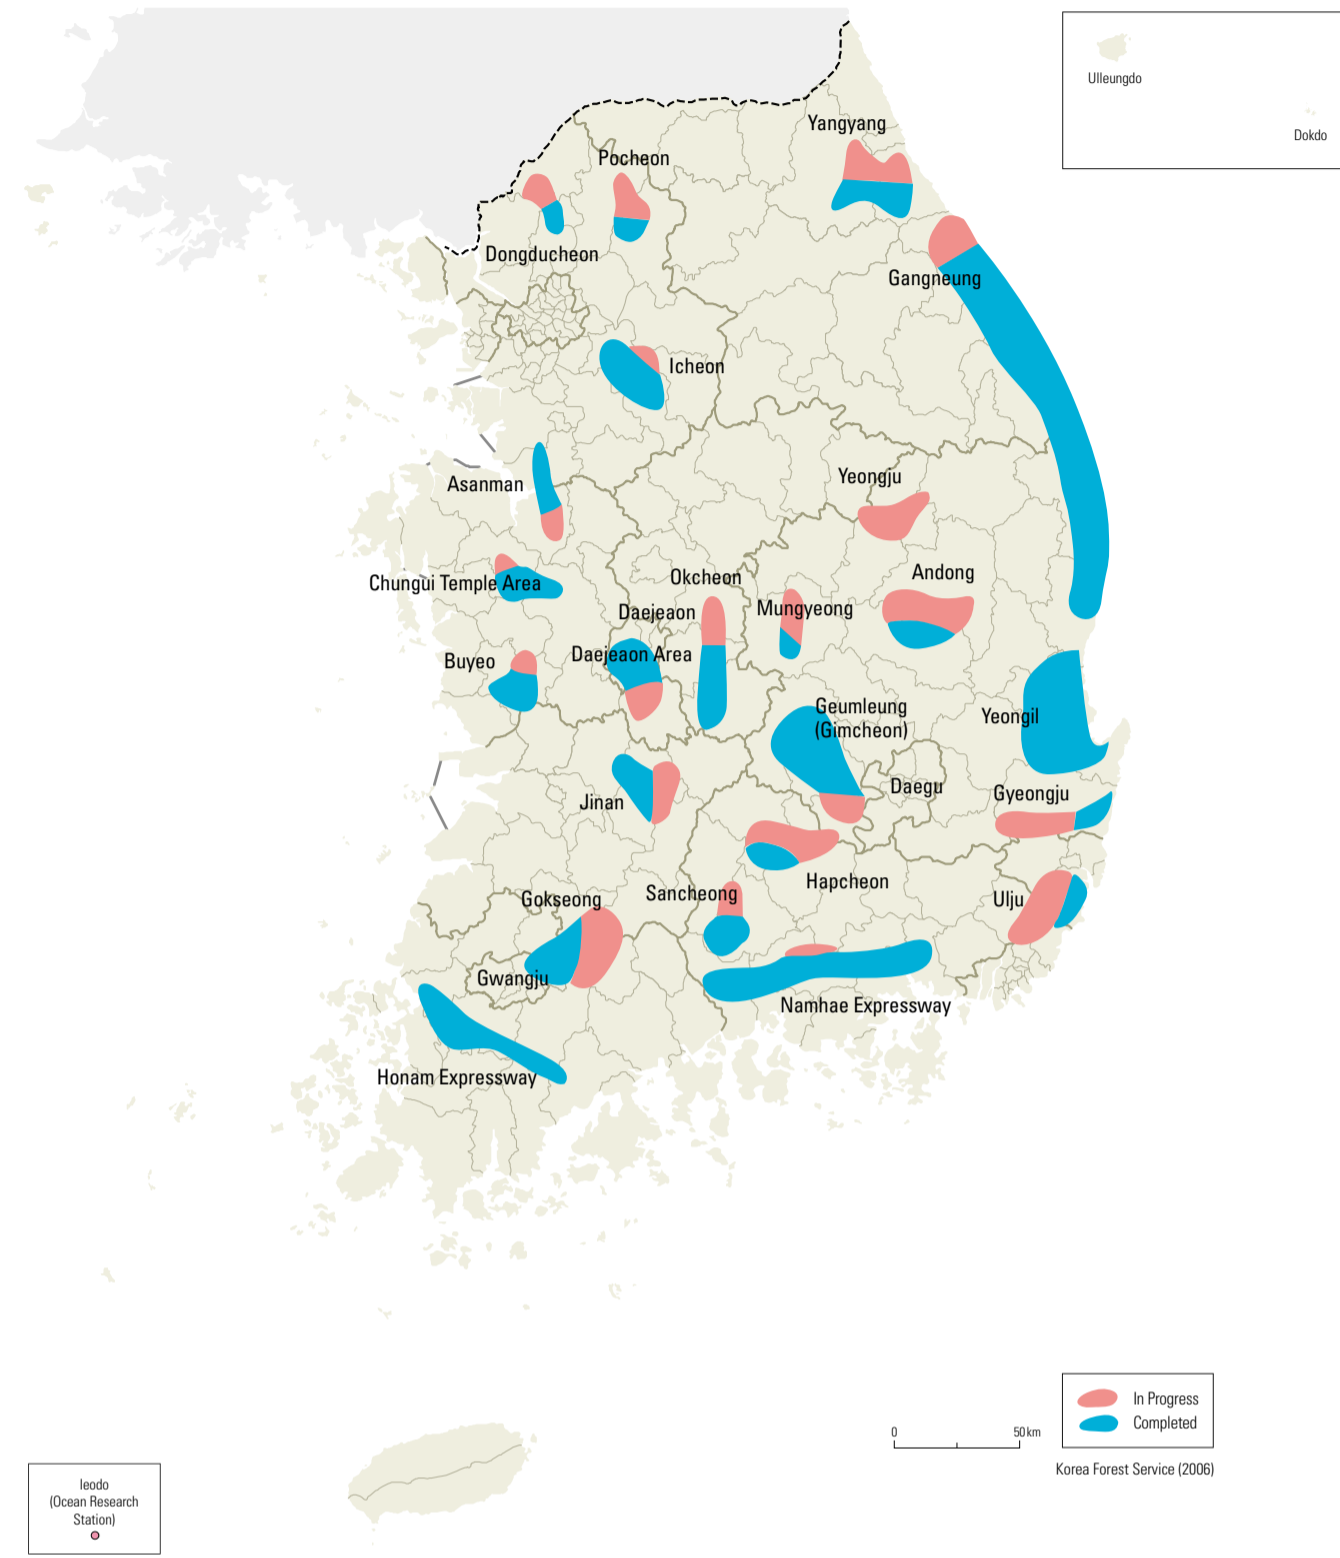 Ulleungdo
Dokdo
Yangyang
Pocheon
Dongducheon
Gangneung
Icheon
Asanman
Yeongju
Chungui Temple Area
Okcheon
Andong
Daejeaon
Mungyeong
Buyeo
Daejeaon Area
Geumleung
(Gimcheon)
Yeongil
Jinan
Daegu
Gyeongju
Hapcheon
Sancheong
Gokseong
Ulju
Gwangju
Namhae Expressway
Honam Expressway
In Progress
Completed
0
50 km
Korea Forest Service (2006)
Ieodo
(Ocean Research
Station)